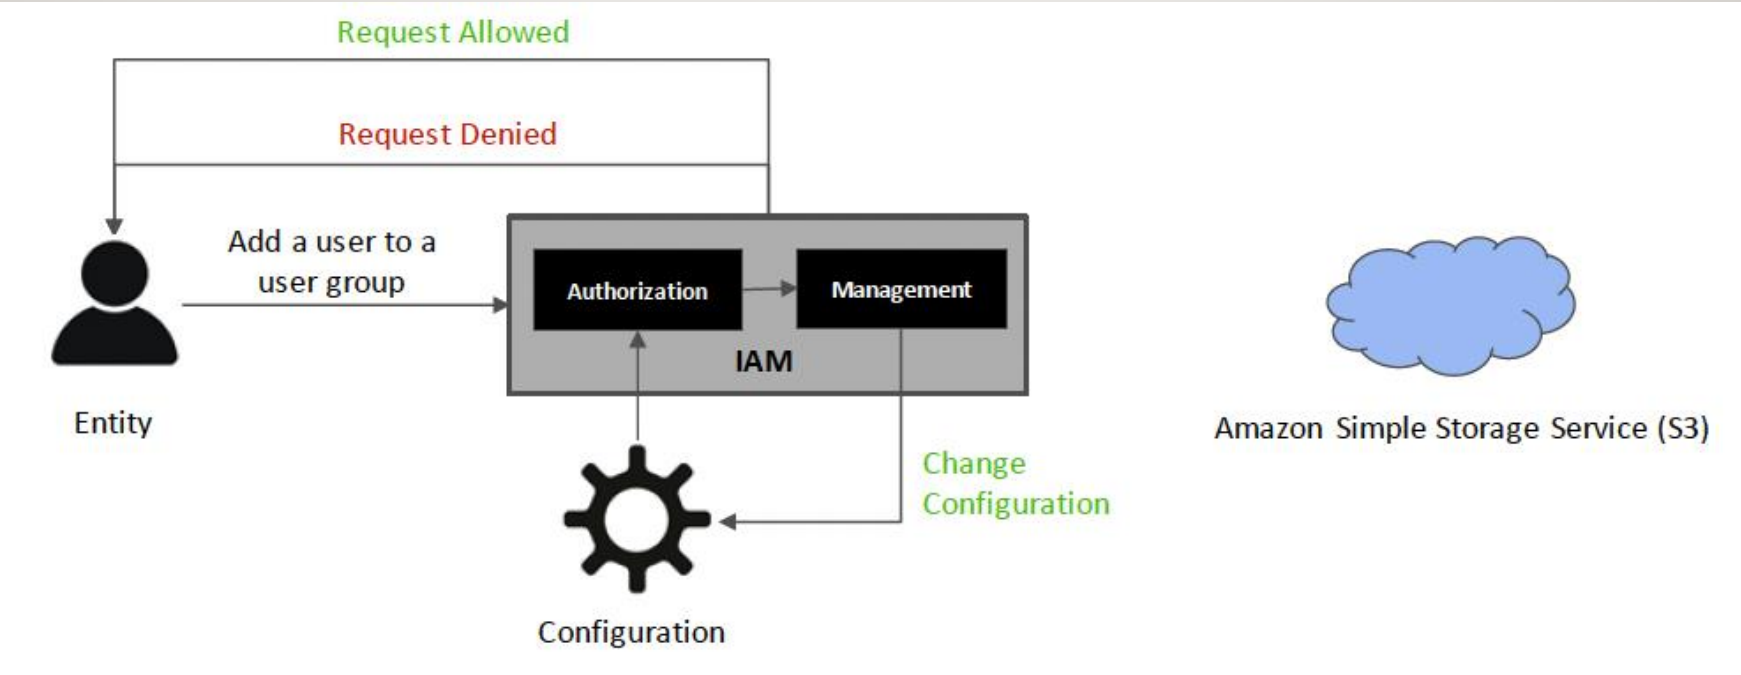 Request Allowed
Request Denied
Add a user to a
user group
Authorization
Management
IAM
Entity
Amazon Simple Storage Service (S3)
Change
Configuration
Configuration